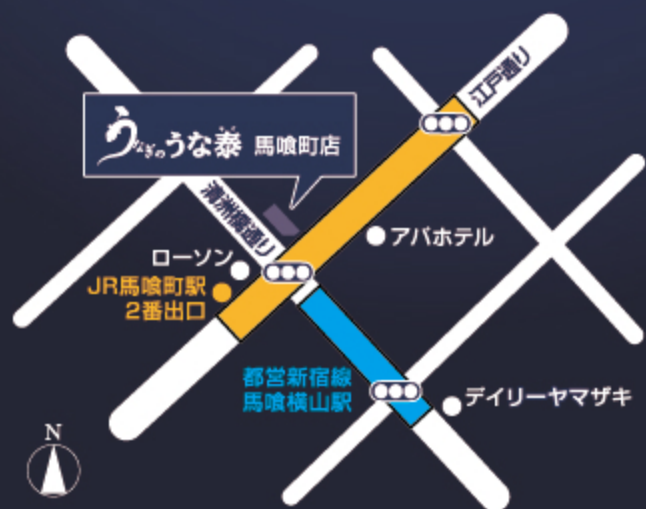 江戸通り
うなぎのうな泰 馬喰町店
清洲橋通り
アパホテル
ローソン
JR馬喰町駅
2番出口
都営新宿線
馬喰横山駅
デイリーヤマザキ
N